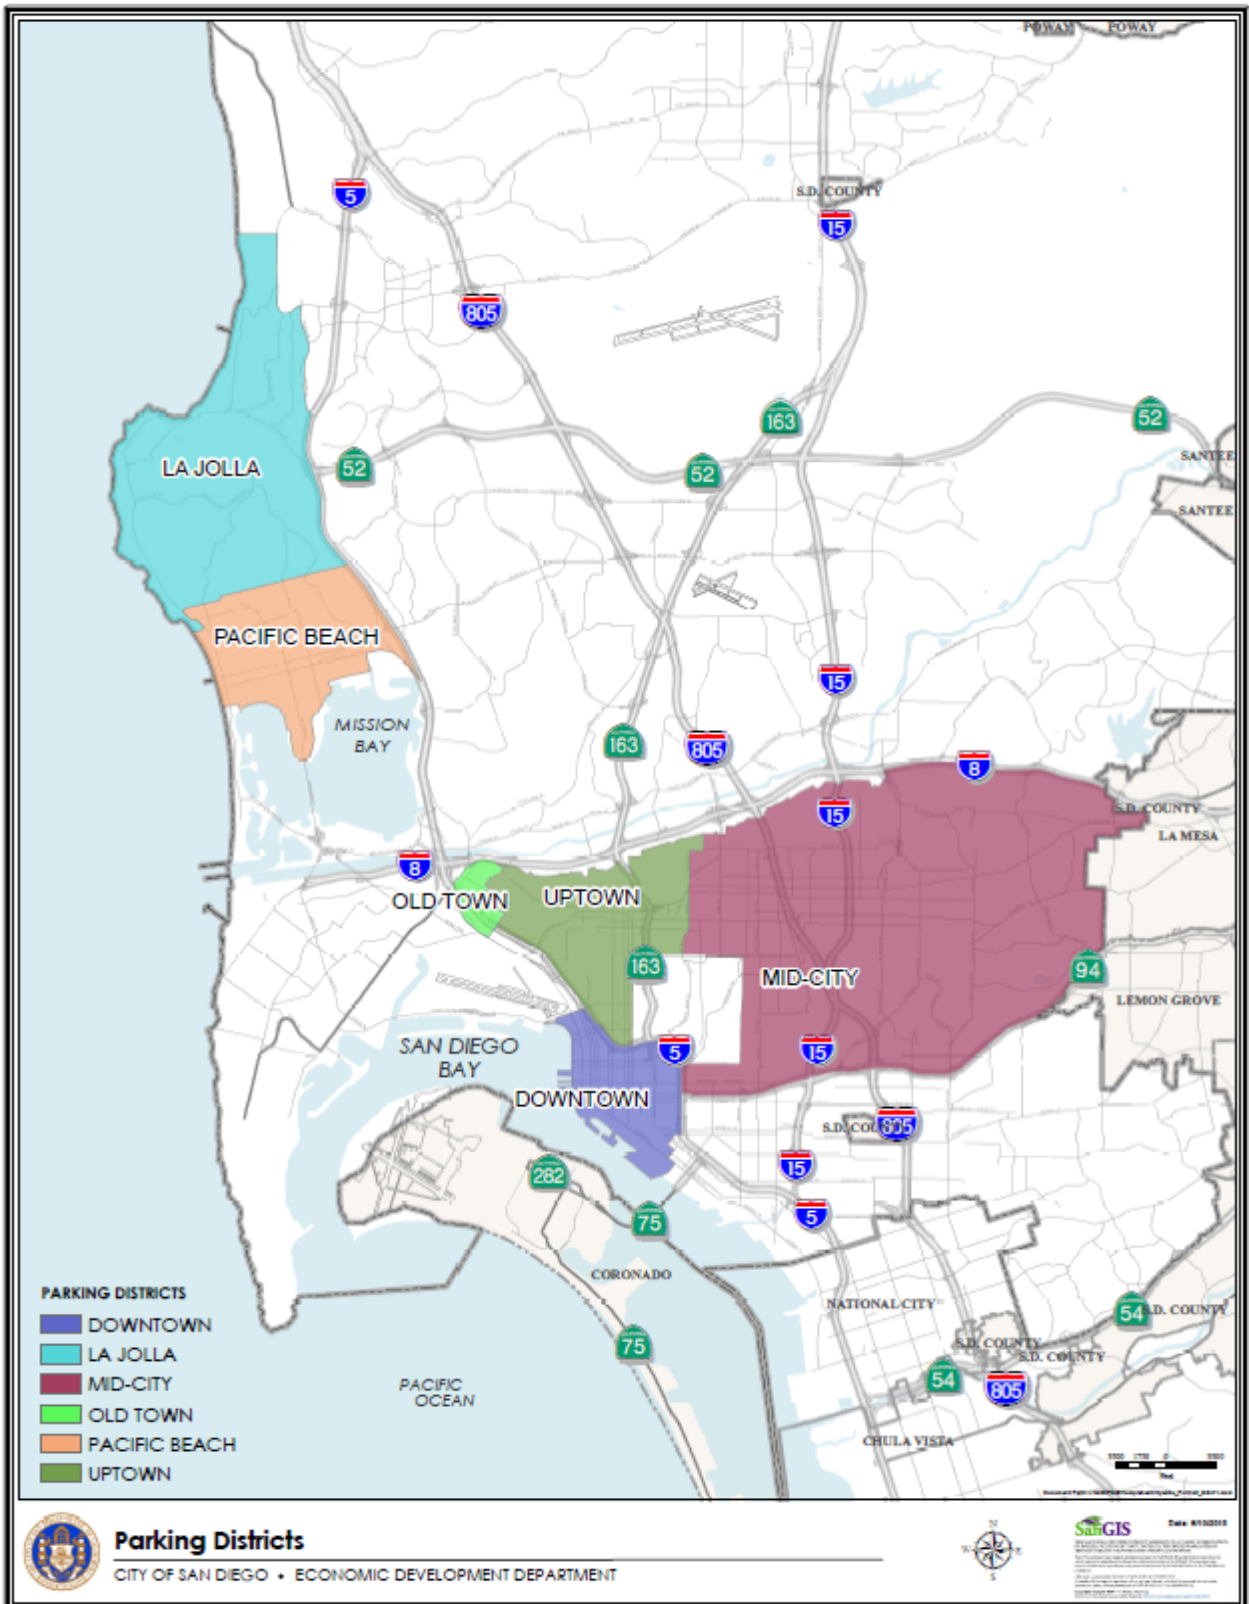 POWAY
POWAY
S.D. COUNTY
5
15
805
163
52
LA JOLLA
52
52
SANTEE
SANTEE
PACIFIC BEACH
15
MISSION
BAY
163
805
8
15
S.D. COUNTY
LA MESA
8
OLD TOWN
UPTOWN
163
MID-CITY
94
LEMON GROVE
SAN DIEGO
BAY
5
15
DOWNTOWN
S.D. COUNTY
805
15
282
75
5
CORONADO
NATIONAL CITY
54
S.D. COUNTY
S.D. COUNTY
S.D. COUNTY
75
54
805
PACIFIC
OCEAN
CHULA VISTA
PARKING DISTRICTS
DOWNTOWN
LA JOLLA
MID-CITY
OLD TOWN
PACIFIC BEACH
UPTOWN
Feet
Parking Districts
CITY OF SAN DIEGO • ECONOMIC DEVELOPMENT DEPARTMENT
N
W
E
S
SanGIS